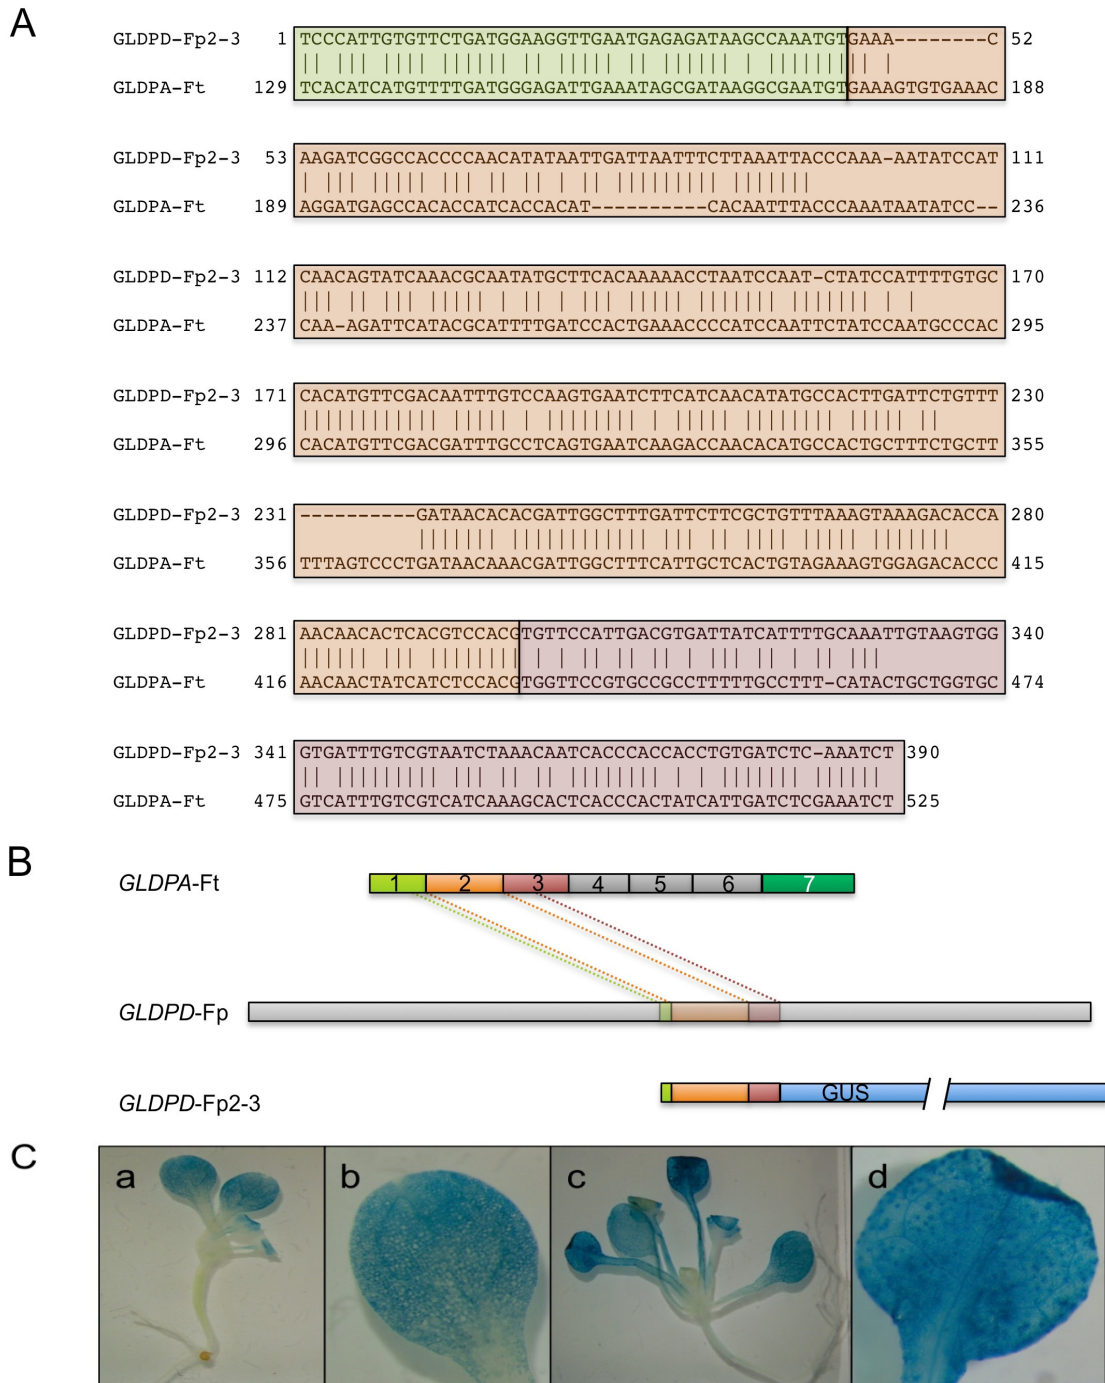 A
GLDPD-Fp2-3 1 TCCCATTGTGTTCTGATGGAAGGTTGAATGAGAGATAAGCCAAATGTGAAA--------C 52
GLDPA-Ft 129 TCACATCATGTTTTGATGGGAGATTGAAATAGCGATAAGGCGAATGTGAAAGTGTGAAAC 188
GLDPD-Fp2-3 53 AAGATCGGCCACCCCAACATATAATTGATTAATTTCTTAAATTACCCAAA-AATATCCAT 111
GLDPA-Ft 189 AGGATGAGCCACACCATCACCACAT----------CACAATTTACCCAAATAATATCC-- 236
GLDPD-Fp2-3 112 CAACAGTATCAAACGCAATATGCTTCACAAAAACCTAATCCAAT-CTATCCATTTTGTGC 170
GLDPA-Ft 237 CAA-AGATTCATACGCATTTTGATCCACTGAAACCCCATCCAATTCTATCCAATGCCCAC 295
GLDPD-Fp2-3 171 CACATGTTCGACAATTTGTCCAAGTGAATCTTCATCAACATATGCCACTTGATTCTGTTT 230
GLDPA-Ft 296 CACATGTTCGACGATTTGCCTCAGTGAATCAAGACCAACACATGCCACTGCTTTCTGCTT 355
GLDPD-Fp2-3 231 ----------GATAACACACGATTGGCTTTGATTCTTCGCTGTTTAAAGTAAAGACACCA 280
GLDPA-Ft 356 TTTAGTCCCTGATAACAAACGATTGGCTTTCATTGCTCACTGTAGAAAGTGGAGACACCC 415
GLDPD-Fp2-3 281 AACAACACTCACGTCCACGTGTTCCATTGACGTGATTATCATTTTGCAAATTGTAAGTGG 340
GLDPA-Ft 416 AACAACTATCATCTCCACGTGGTTCCGTGCCGCCTTTTTGCCTTT-CATACTGCTGGTGC 474
GLDPD-Fp2-3 341 GTGATTTGTCGTAATCTAAACAATCACCCACCACCTGTGATCTC-AAATCT 390
GLDPA-Ft 475 GTCATTTGTCGTCATCAAAGCACTCACCCACTATCATTGATCTCGAAATCT 525
B
GLDPA-Ft 1 2 3 4 5 6 7
GLDPD-Fp
GLDPD-Fp2-3 GUS
C
a b c d